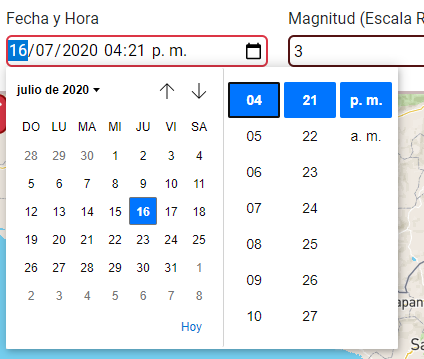 Fecha y Hora
Magnitud (Escala R
16/07/2020 04:21 p. m.
3
julio de 2020
DO LU MA MI JU VI SA
28 29 30 1 2 3 4
5 6 7 8 9 10 11
12 13 14 15 16 17 18
19 20 21 22 23 24 25
26 27 28 29 30 31 1
2 3 4 5 6 7 8
Hoy
04 21 p. m.
05 22 a. m.
06 23
07 24
08 25
09 26
10 27
apan
Sa